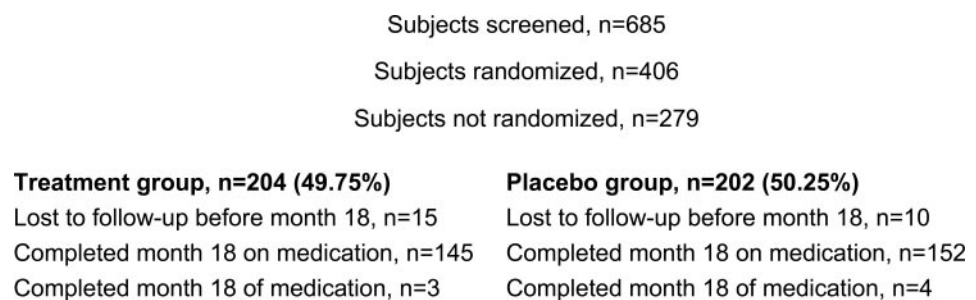 Subjects screened, n=685
Subjects randomized, n=406
Subjects not randomized, n=279
Treatment group, n=204 (49.75%)
Lost to follow-up before month 18, n=15
Completed month 18 on medication, n=145
Completed month 18 of medication, n=3
Placebo group, n=202 (50.25%)
Lost to follow-up before month 18, n=10
Completed month 18 on medication, n=152
Completed month 18 of medication, n=4